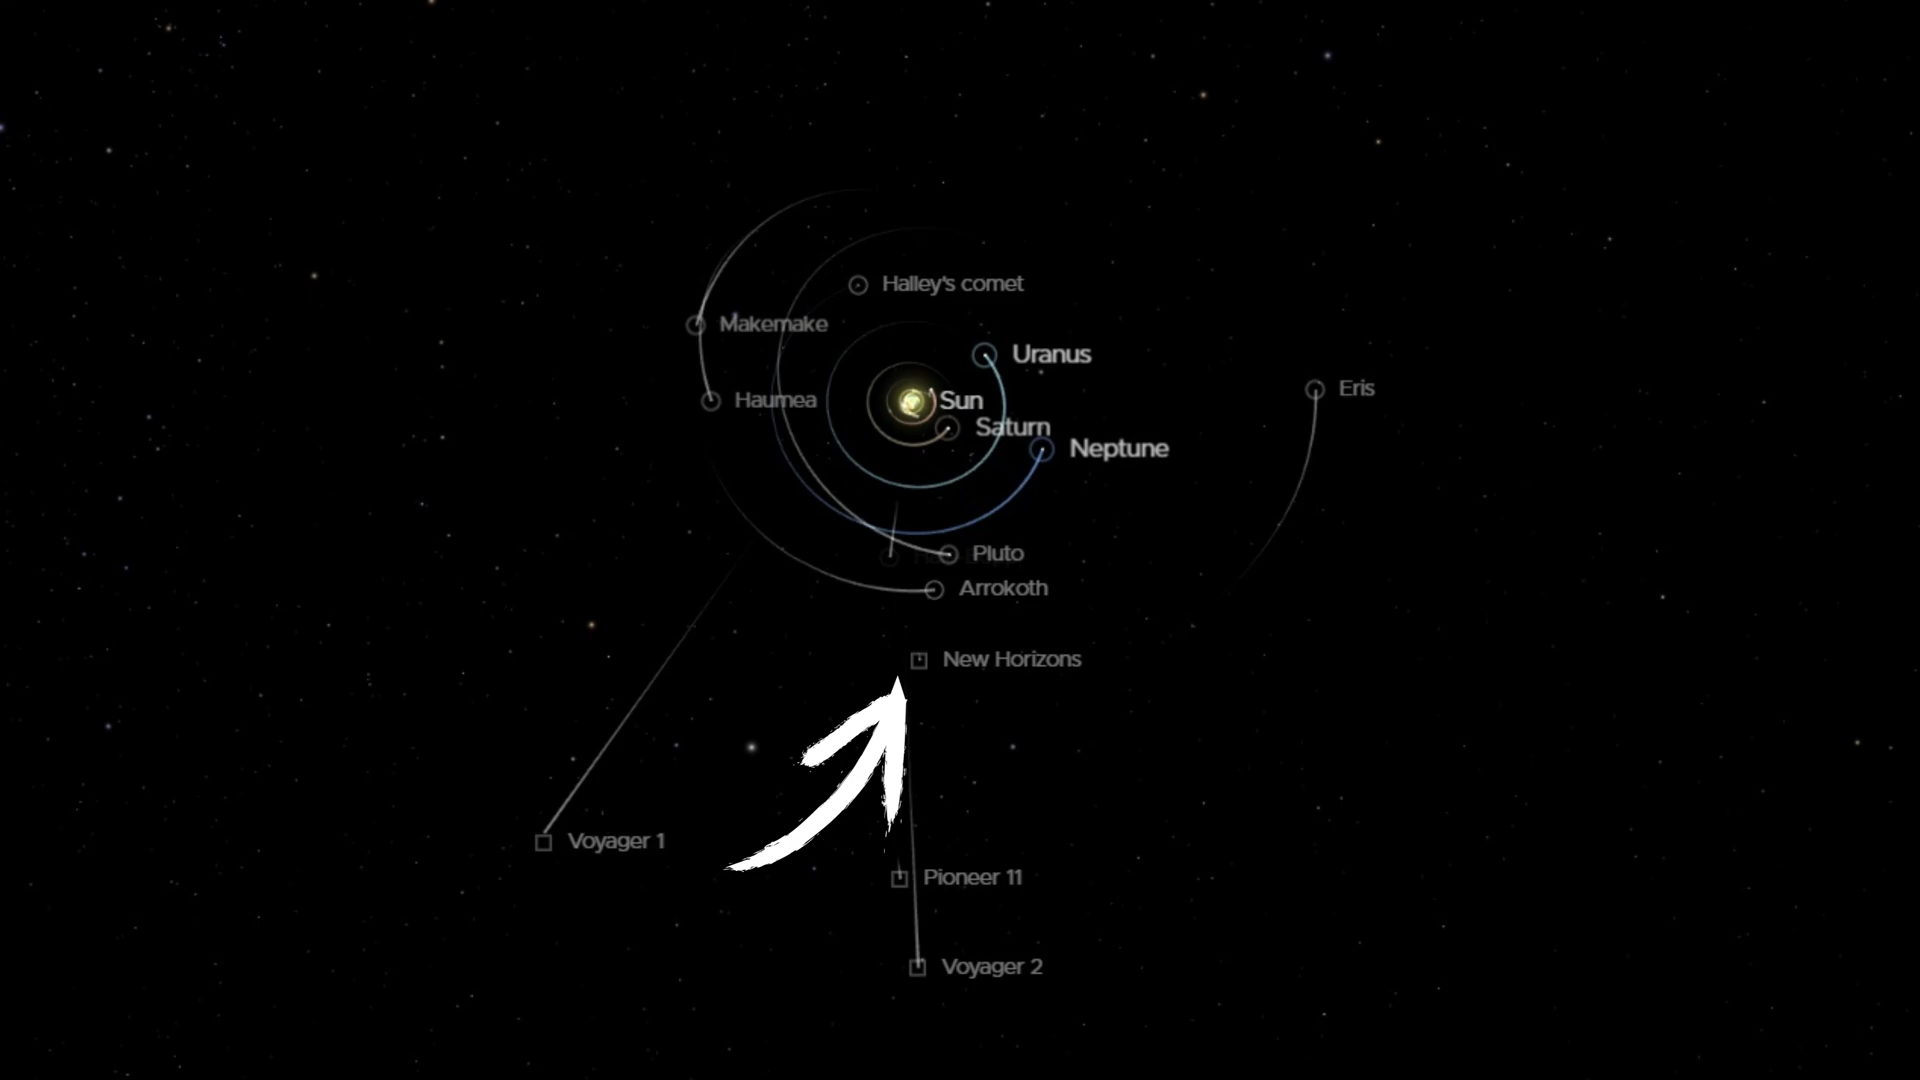 Halley's comet
Makemake
Uranus
Eris
Haumea
Sun
Saturn
Neptune
Pluto
Arrokoth
New Horizons
Voyager 1
Pioneer 11
Voyager 2